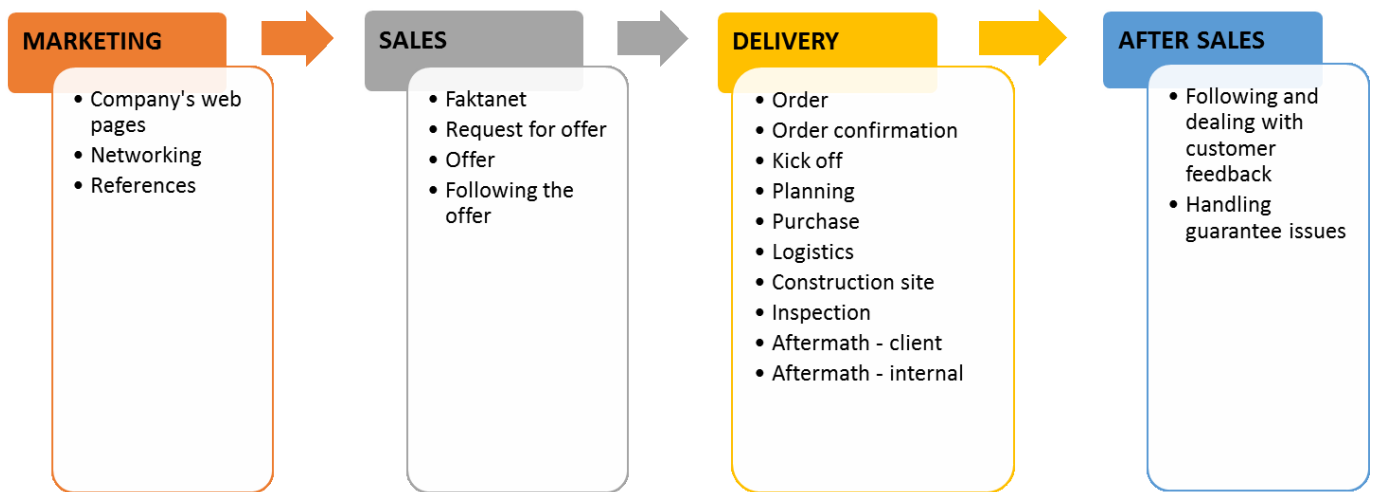 MARKETING
• Company's web
pages
• Networking
• References
SALES
• Faktanet
• Request for offer
• Offer
• Following the
offer
DELIVERY
• Order
• Order confirmation
• Kick off
• Planning
• Purchase
• Logistics
• Construction site
• Inspection
• Aftermath - client
• Aftermath - internal
AFTER SALES
• Following and
dealing with
customer
feedback
• Handling
guarantee issues